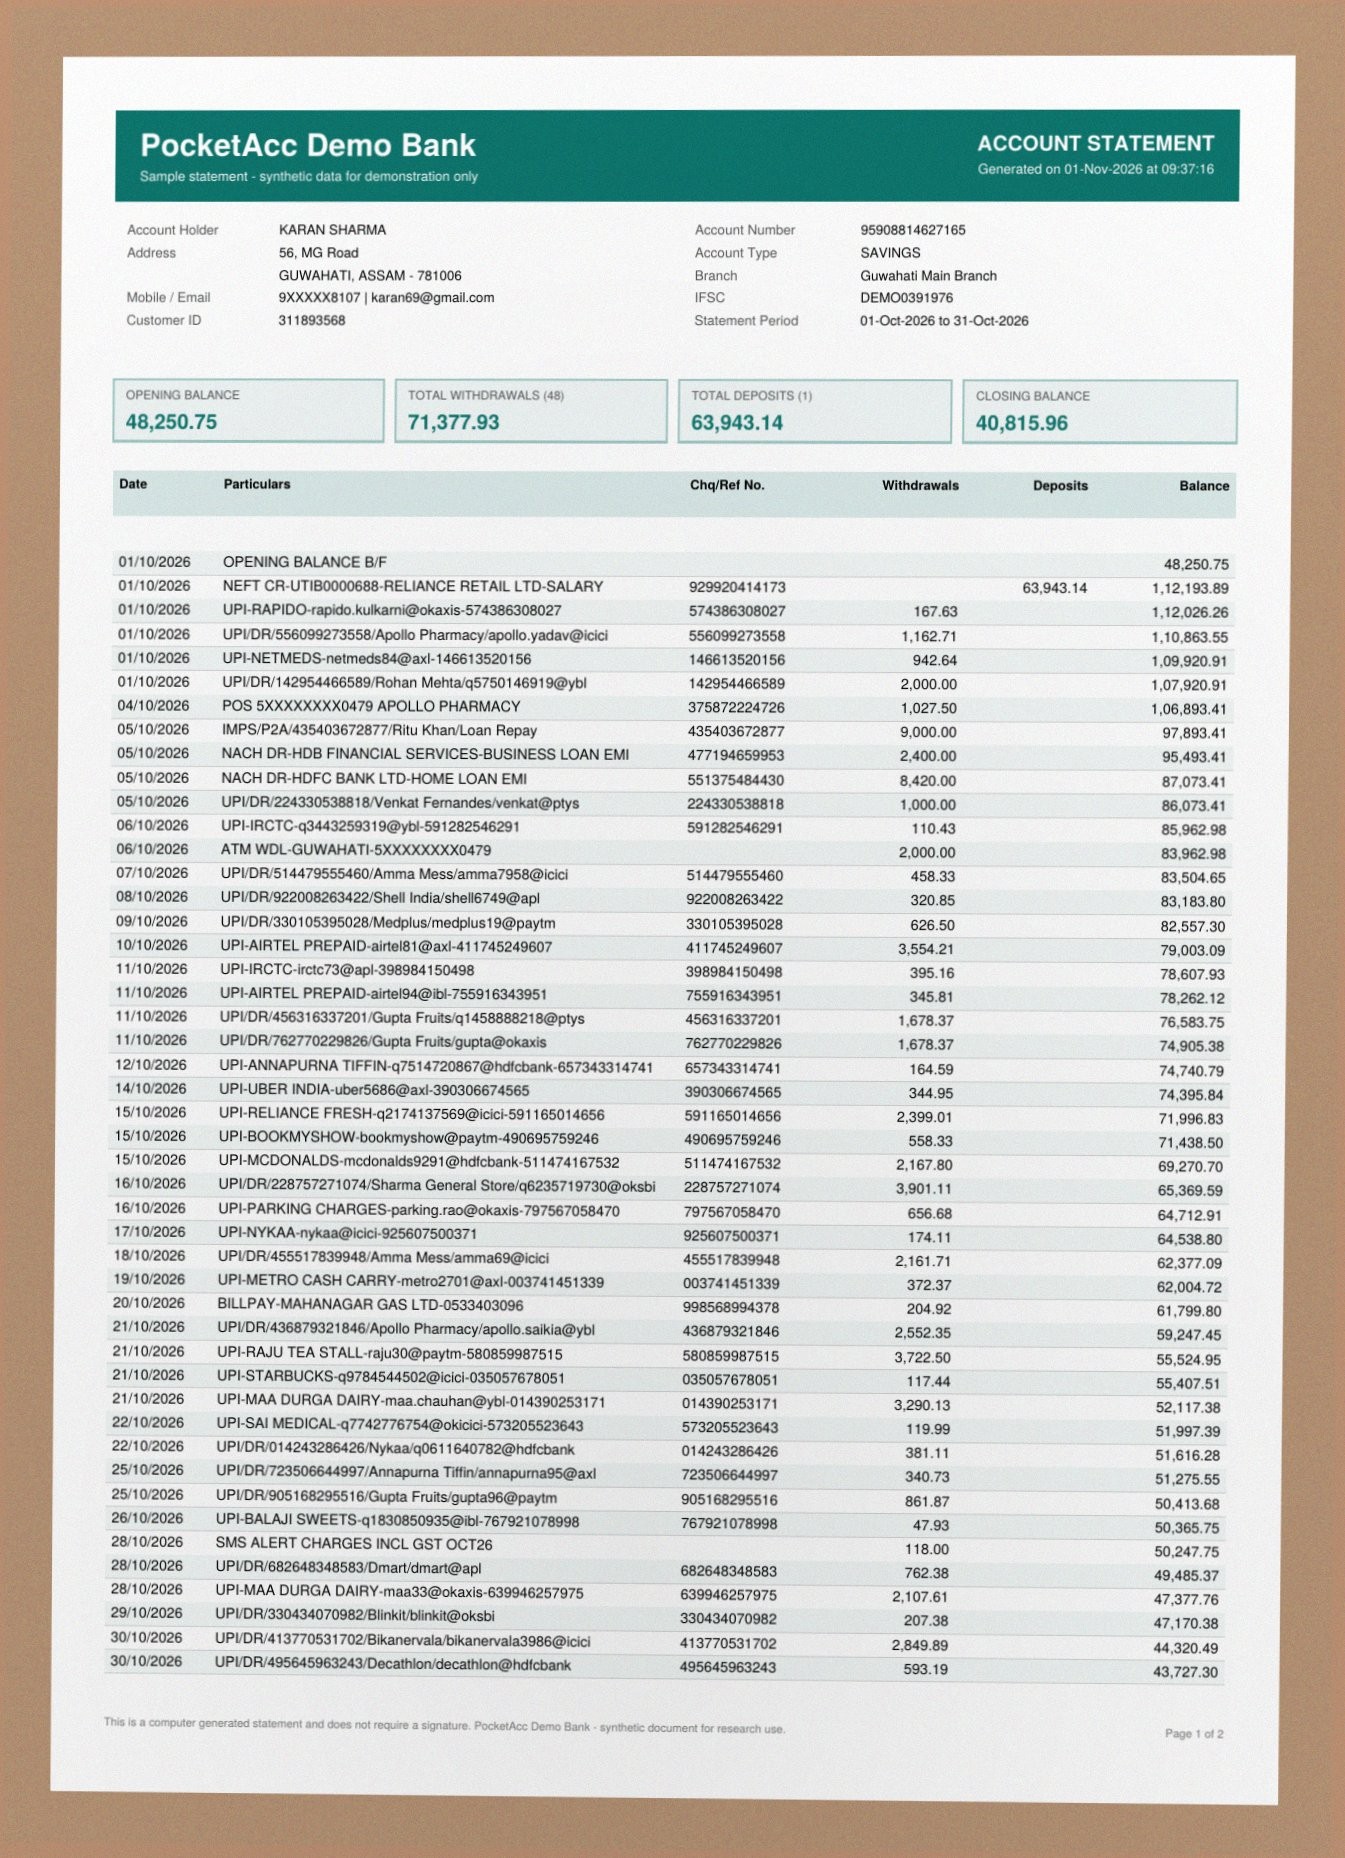 PocketAcc Demo Bank
Sample statement - synthetic data for demonstration only
ACCOUNT STATEMENT
Generated on 01-Nov-2026 at 09:37:16
Account Holder KARAN SHARMA Account Number 95908814627165
Address 56, MG Road Account Type SAVINGS
GUWAHATI, ASSAM - 781006 Branch Guwahati Main Branch
Mobile / Email 9XXXXX8107 | karan69@gmail.com IFSC DEMO0391976
Customer ID 311893568 Statement Period 01-Oct-2026 to 31-Oct-2026
OPENING BALANCE TOTAL WITHDRAWALS (48) TOTAL DEPOSITS (1) CLOSING BALANCE
48,250.75 71,377.93 63,943.14 40,815.96
Date Particulars Chq/Ref No. Withdrawals Deposits Balance
01/10/2026 OPENING BALANCE B/F 48,250.75
01/10/2026 NEFT CR-UTIB0000688-RELIANCE RETAIL LTD-SALARY 929920414173 63,943.14 1,12,193.89
01/10/2026 UPI-RAPIDO-rapido.kulkarni@okaxis-574386308027 574386308027 167.63 1,12,026.26
01/10/2026 UPI/DR/556099273558/Apollo Pharmacy/apollo.yadav@icici 556099273558 1,162.71 1,10,863.55
01/10/2026 UPI-NETMEDS-netmeds84@axl-146613520156 146613520156 942.64 1,09,920.91
01/10/2026 UPI/DR/142954466589/Rohan Mehta/q5750146919@ybl 142954466589 2,000.00 1,07,920.91
04/10/2026 POS 5XXXXXXXX0479 APOLLO PHARMACY 375872224726 1,027.50 1,06,893.41
05/10/2026 IMPS/P2A/435403672877/Ritu Khan/Loan Repay 435403672877 9,000.00 97,893.41
05/10/2026 NACH DR-HDB FINANCIAL SERVICES-BUSINESS LOAN EMI 477194659953 2,400.00 95,493.41
05/10/2026 NACH DR-HDFC BANK LTD-HOME LOAN EMI 551375484430 8,420.00 87,073.41
05/10/2026 UPI/DR/224330538818/Venkat Fernandes/venkat@ptys 224330538818 1,000.00 86,073.41
06/10/2026 UPI-IRCTC-q3443259319@ybl-591282546291 591282546291 110.43 85,962.98
06/10/2026 ATM WDL-GUWAHATI-5XXXXXXXX0479 2,000.00 83,962.98
07/10/2026 UPI/DR/514479555460/Amma Mess/amma7958@icici 514479555460 458.33 83,504.65
08/10/2026 UPI/DR/922008263422/Shell India/shell6749@apl 922008263422 320.85 83,183.80
09/10/2026 UPI/DR/330105395028/Medplus/medplus19@paytm 330105395028 626.50 82,557.30
10/10/2026 UPI-AIRTEL PREPAID-airtel81@axl-411745249607 411745249607 3,554.21 79,003.09
11/10/2026 UPI-IRCTC-irctc73@apl-398984150498 398984150498 395.16 78,607.93
11/10/2026 UPI-AIRTEL PREPAID-airtel94@ibl-755916343951 755916343951 345.81 78,262.12
11/10/2026 UPI/DR/456316337201/Gupta Fruits/q1458888218@ptys 456316337201 1,678.37 76,583.75
11/10/2026 UPI/DR/762770229826/Gupta Fruits/gupta@okaxis 762770229826 1,678.37 74,905.38
12/10/2026 UPI-ANNAPURNA TIFFIN-q7514720867@hdfcbank-657343314741 657343314741 164.59 74,740.79
14/10/2026 UPI-UBER INDIA-uber5686@axl-390306674565 390306674565 344.95 74,395.84
15/10/2026 UPI-RELIANCE FRESH-q2174137569@icici-591165014656 591165014656 2,399.01 71,996.83
15/10/2026 UPI-BOOKMYSHOW-bookmyshow@paytm-490695759246 490695759246 558.33 71,438.50
15/10/2026 UPI-MCDONALDS-mcdonalds9291@hdfcbank-511474167532 511474167532 2,167.80 69,270.70
16/10/2026 UPI/DR/228757271074/Sharma General Store/q6235719730@oksbi 228757271074 3,901.11 65,369.59
16/10/2026 UPI-PARKING CHARGES-parking.rao@okaxis-797567058470 797567058470 656.68 64,712.91
17/10/2026 UPI-NYKAA-nykaa@icici-925607500371 925607500371 174.11 64,538.80
18/10/2026 UPI/DR/455517839948/Amma Mess/amma69@icici 455517839948 2,161.71 62,377.09
19/10/2026 UPI-METRO CASH CARRY-metro2701@axl-003741451339 003741451339 372.37 62,004.72
20/10/2026 BILLPAY-MAHANAGAR GAS LTD-0533403096 998568994378 204.92 61,799.80
21/10/2026 UPI/DR/436879321846/Apollo Pharmacy/apollo.saikia@ybl 436879321846 2,552.35 59,247.45
21/10/2026 UPI-RAJU TEA STALL-raju30@paytm-580859987515 580859987515 3,722.50 55,524.95
21/10/2026 UPI-STARBUCKS-q9784544502@icici-035057678051 035057678051 117.44 55,407.51
21/10/2026 UPI-MAA DURGA DAIRY-maa.chauhan@ybl-014390253171 014390253171 3,290.13 52,117.38
22/10/2026 UPI-SAI MEDICAL-q7742776754@okicici-573205523643 573205523643 119.99 51,997.39
22/10/2026 UPI/DR/014243286426/Nykaa/q0611640782@hdfcbank 014243286426 381.11 51,616.28
25/10/2026 UPI/DR/723506644997/Annapurna Tiffin/annapurna95@axl 723506644997 340.73 51,275.55
25/10/2026 UPI/DR/905168295516/Gupta Fruits/gupta96@paytm 905168295516 861.87 50,413.68
26/10/2026 UPI-BALAJI SWEETS-q1830850935@ibl-767921078998 767921078998 47.93 50,365.75
28/10/2026 SMS ALERT CHARGES INCL GST OCT26 118.00 50,247.75
28/10/2026 UPI/DR/682648348583/Dmart/dmart@apl 682648348583 762.38 49,485.37
28/10/2026 UPI-MAA DURGA DAIRY-maa33@okaxis-639946257975 639946257975 2,107.61 47,377.76
29/10/2026 UPI/DR/330434070982/Blinkit/blinkit@oksbi 330434070982 207.38 47,170.38
30/10/2026 UPI/DR/413770531702/Bikanervala/bikanervala3986@icici 413770531702 2,849.89 44,320.49
30/10/2026 UPI/DR/495645963243/Decathlon/decathlon@hdfcbank 495645963243 593.19 43,727.30
This is a computer generated statement and does not require a signature. PocketAcc Demo Bank - synthetic document for research use.
Page 1 of 2